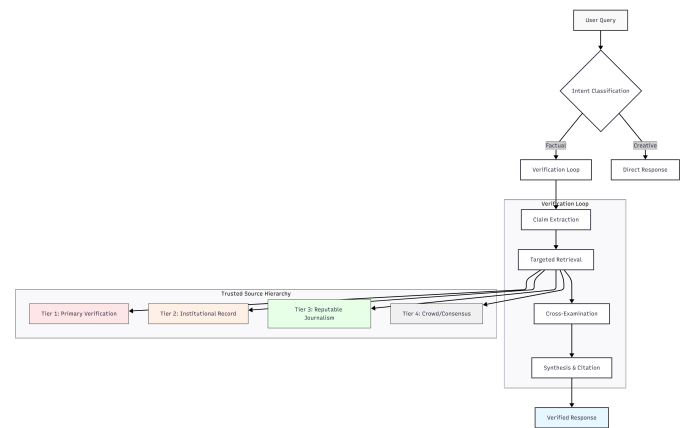 User Query
Intent Classification
Factual
Creative
Verification Loop
Direct Response
Verification Loop
Claim Extraction
Targeted Retrieval
Trusted Source Hierarchy
Tier 1: Primary Verification
Tier 2: Institutional Record
Tier 3: Reputable
Journalism
Tier 4: Crowd/Consensus
Cross-Examination
Synthesis & Citation
Verified Response